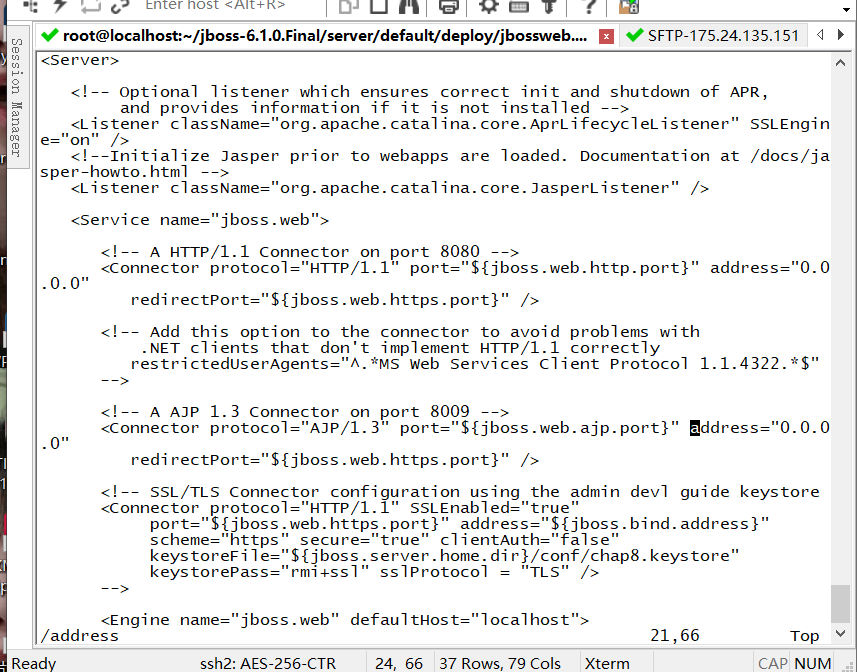 Enter host <Alt+R>
Session Manager
root@localhost:~/jboss-6.1.0.Final/server/default/deploy/jbossweb....
SFTP-175.24.135.151
<Server>
<!-- Optional listener which ensures correct init and shutdown of APR,
and provides information if it is not installed -->
<Listener className="org.apache.catalina.core.AprLifecycleListener" SSLEngin
e="on" />
<!--Initialize Jasper prior to webapps are loaded. Documentation at /docs/ja
sper-howto.html -->
<Listener className="org.apache.catalina.core.JasperListener" />
<Service name="jboss.web">
<!-- A HTTP/1.1 Connector on port 8080 -->
<Connector protocol="HTTP/1.1" port="${jboss.web.http.port}" address="0.0
.0.0"
redirectPort="${jboss.web.https.port}" />
<!-- Add this option to the connector to avoid problems with
.NET clients that don't implement HTTP/1.1 correctly
restrictedUserAgents="^.*MS Web Services Client Protocol 1.1.4322.*$"
-->
<!-- A AJP 1.3 Connector on port 8009 -->
<Connector protocol="AJP/1.3" port="${jboss.web.ajp.port}" address="0.0.0
.0"
redirectPort="${jboss.web.https.port}" />
<!-- SSL/TLS Connector configuration using the admin devl guide keystore
<Connector protocol="HTTP/1.1" SSLEnabled="true"
port="${jboss.web.https.port}" address="${jboss.bind.address}"
scheme="https" secure="true" clientAuth="false"
keystoreFile="${jboss.server.home.dir}/conf/chap8.keystore"
keystorePass="rmi+ssl" sslProtocol = "TLS" />
-->
<Engine name="jboss.web" defaultHost="localhost">
/address 21,66 Top
Ready ssh2: AES-256-CTR 24, 66 37 Rows, 79 Cols Xterm CAP NUM